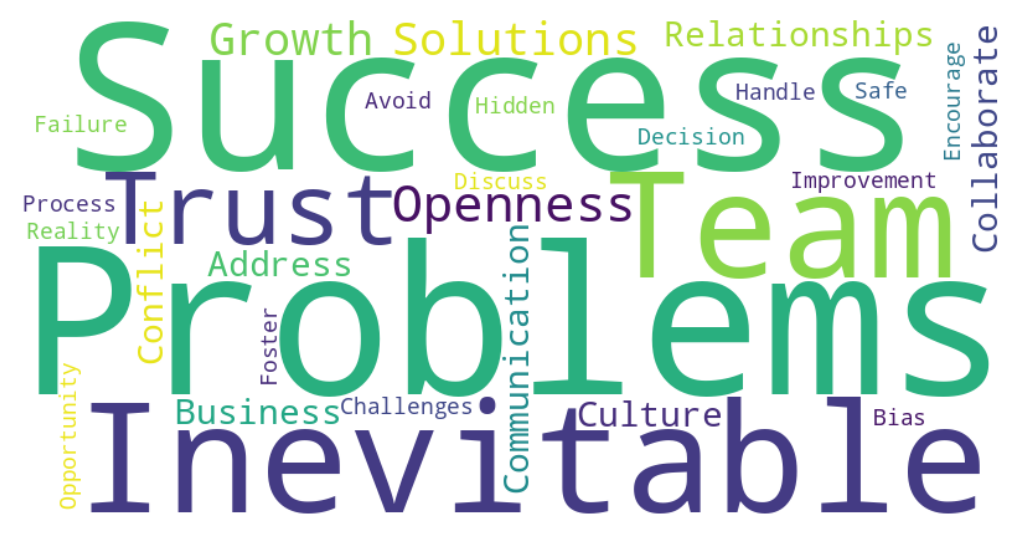 Growth
Solutions
Relationships
Success
Encourage
Collaborate
Avoid
Hidden
Handle
Safe
Failure
Decision
Trust
Discuss
Team
Improvement
Process
Openness
Reality
Conflict
Address
Communication
Problems
Foster
Opportunity
Business
Challenges
Culture
Bias
Inevitable